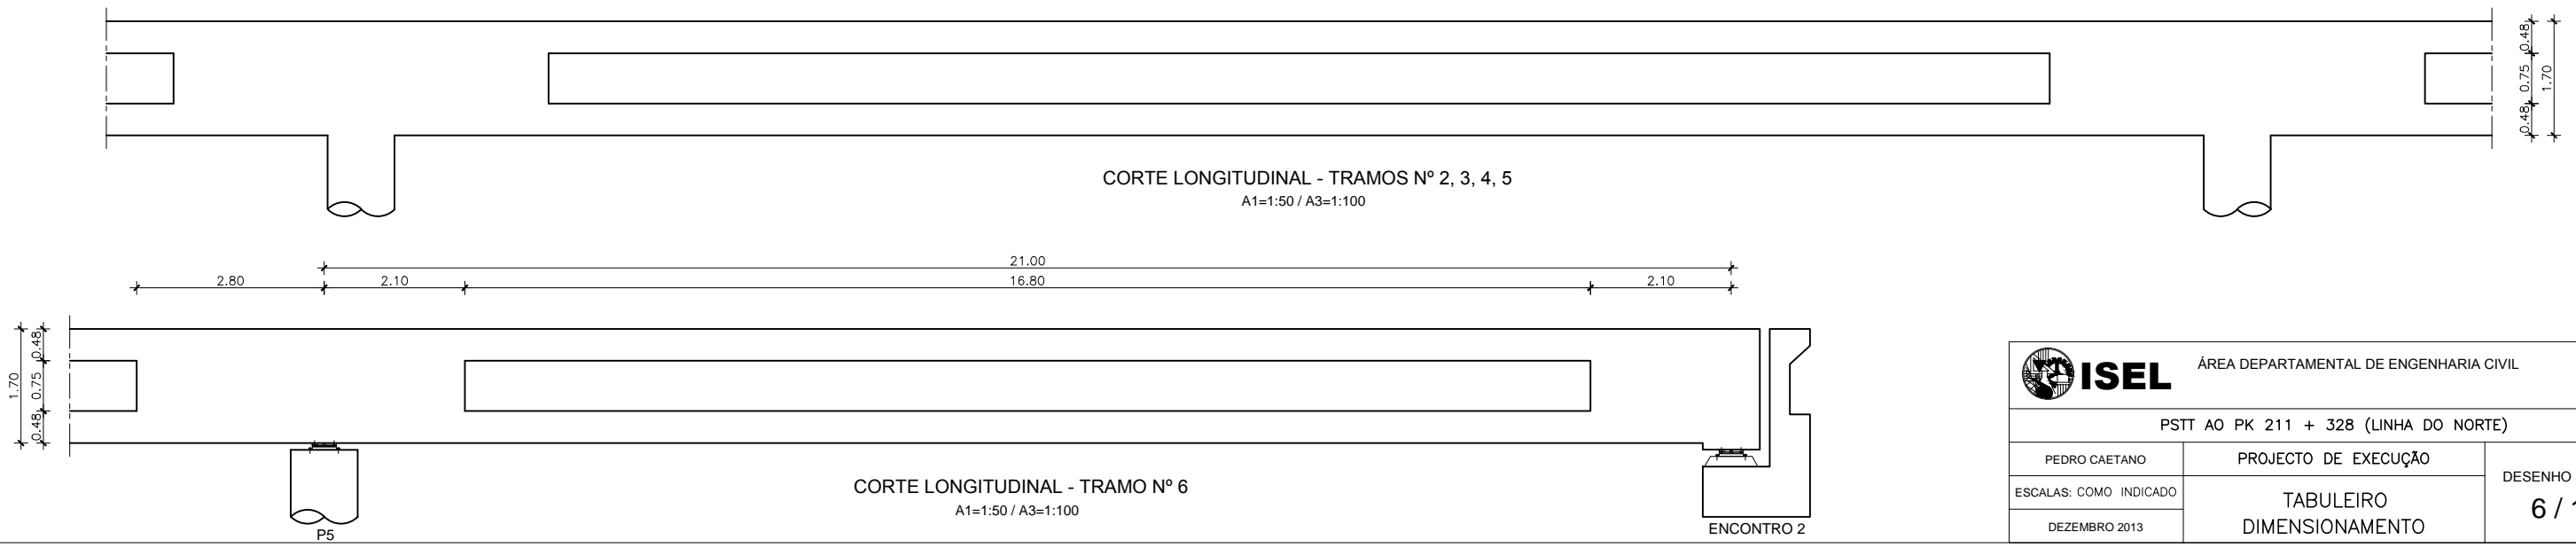 0.48
0.75
0.48
1.70
CORTE LONGITUDINAL - TRAMOS Nº 2, 3, 4, 5
A1=1:50 / A3=1:100
21.00
2.80
2.10
16.80
2.10
1.70
0.48
0.75
0.48
P5
CORTE LONGITUDINAL - TRAMO Nº 6
A1=1:50 / A3=1:100
ENCONTRO 2
ISEL
ÁREA DEPARTAMENTAL DE ENGENHARIA CIVIL
PSTT AO PK 211 + 328 (LINHA DO NORTE)
PEDRO CAETANO
PROJECTO DE EXECUÇÃO
ESCALAS: COMO INDICADO
TABULEIRO
DIMENSIONAMENTO
DEZEMBRO 2013
DESENHO
6 /